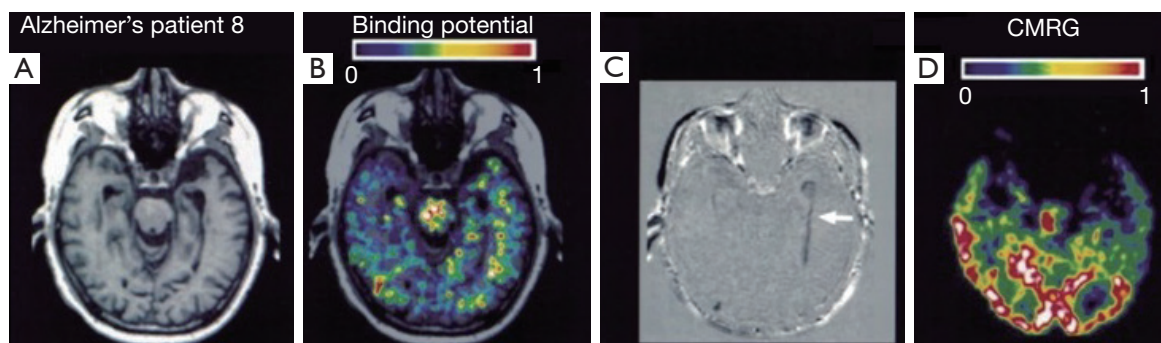 Alzheimer’s patient 8
A
Binding potential
B
0 1
C
CMRG
D
0 1